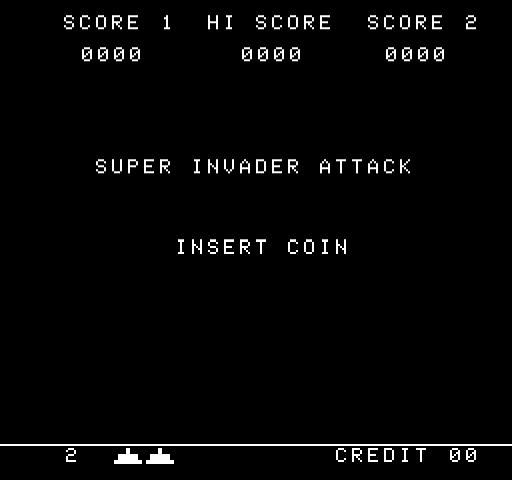 SCORE 1 HI SCORE SCORE 2
0000 0000 0000
SUPER INVADER ATTACK
INSERT COIN
2 CREDIT 00